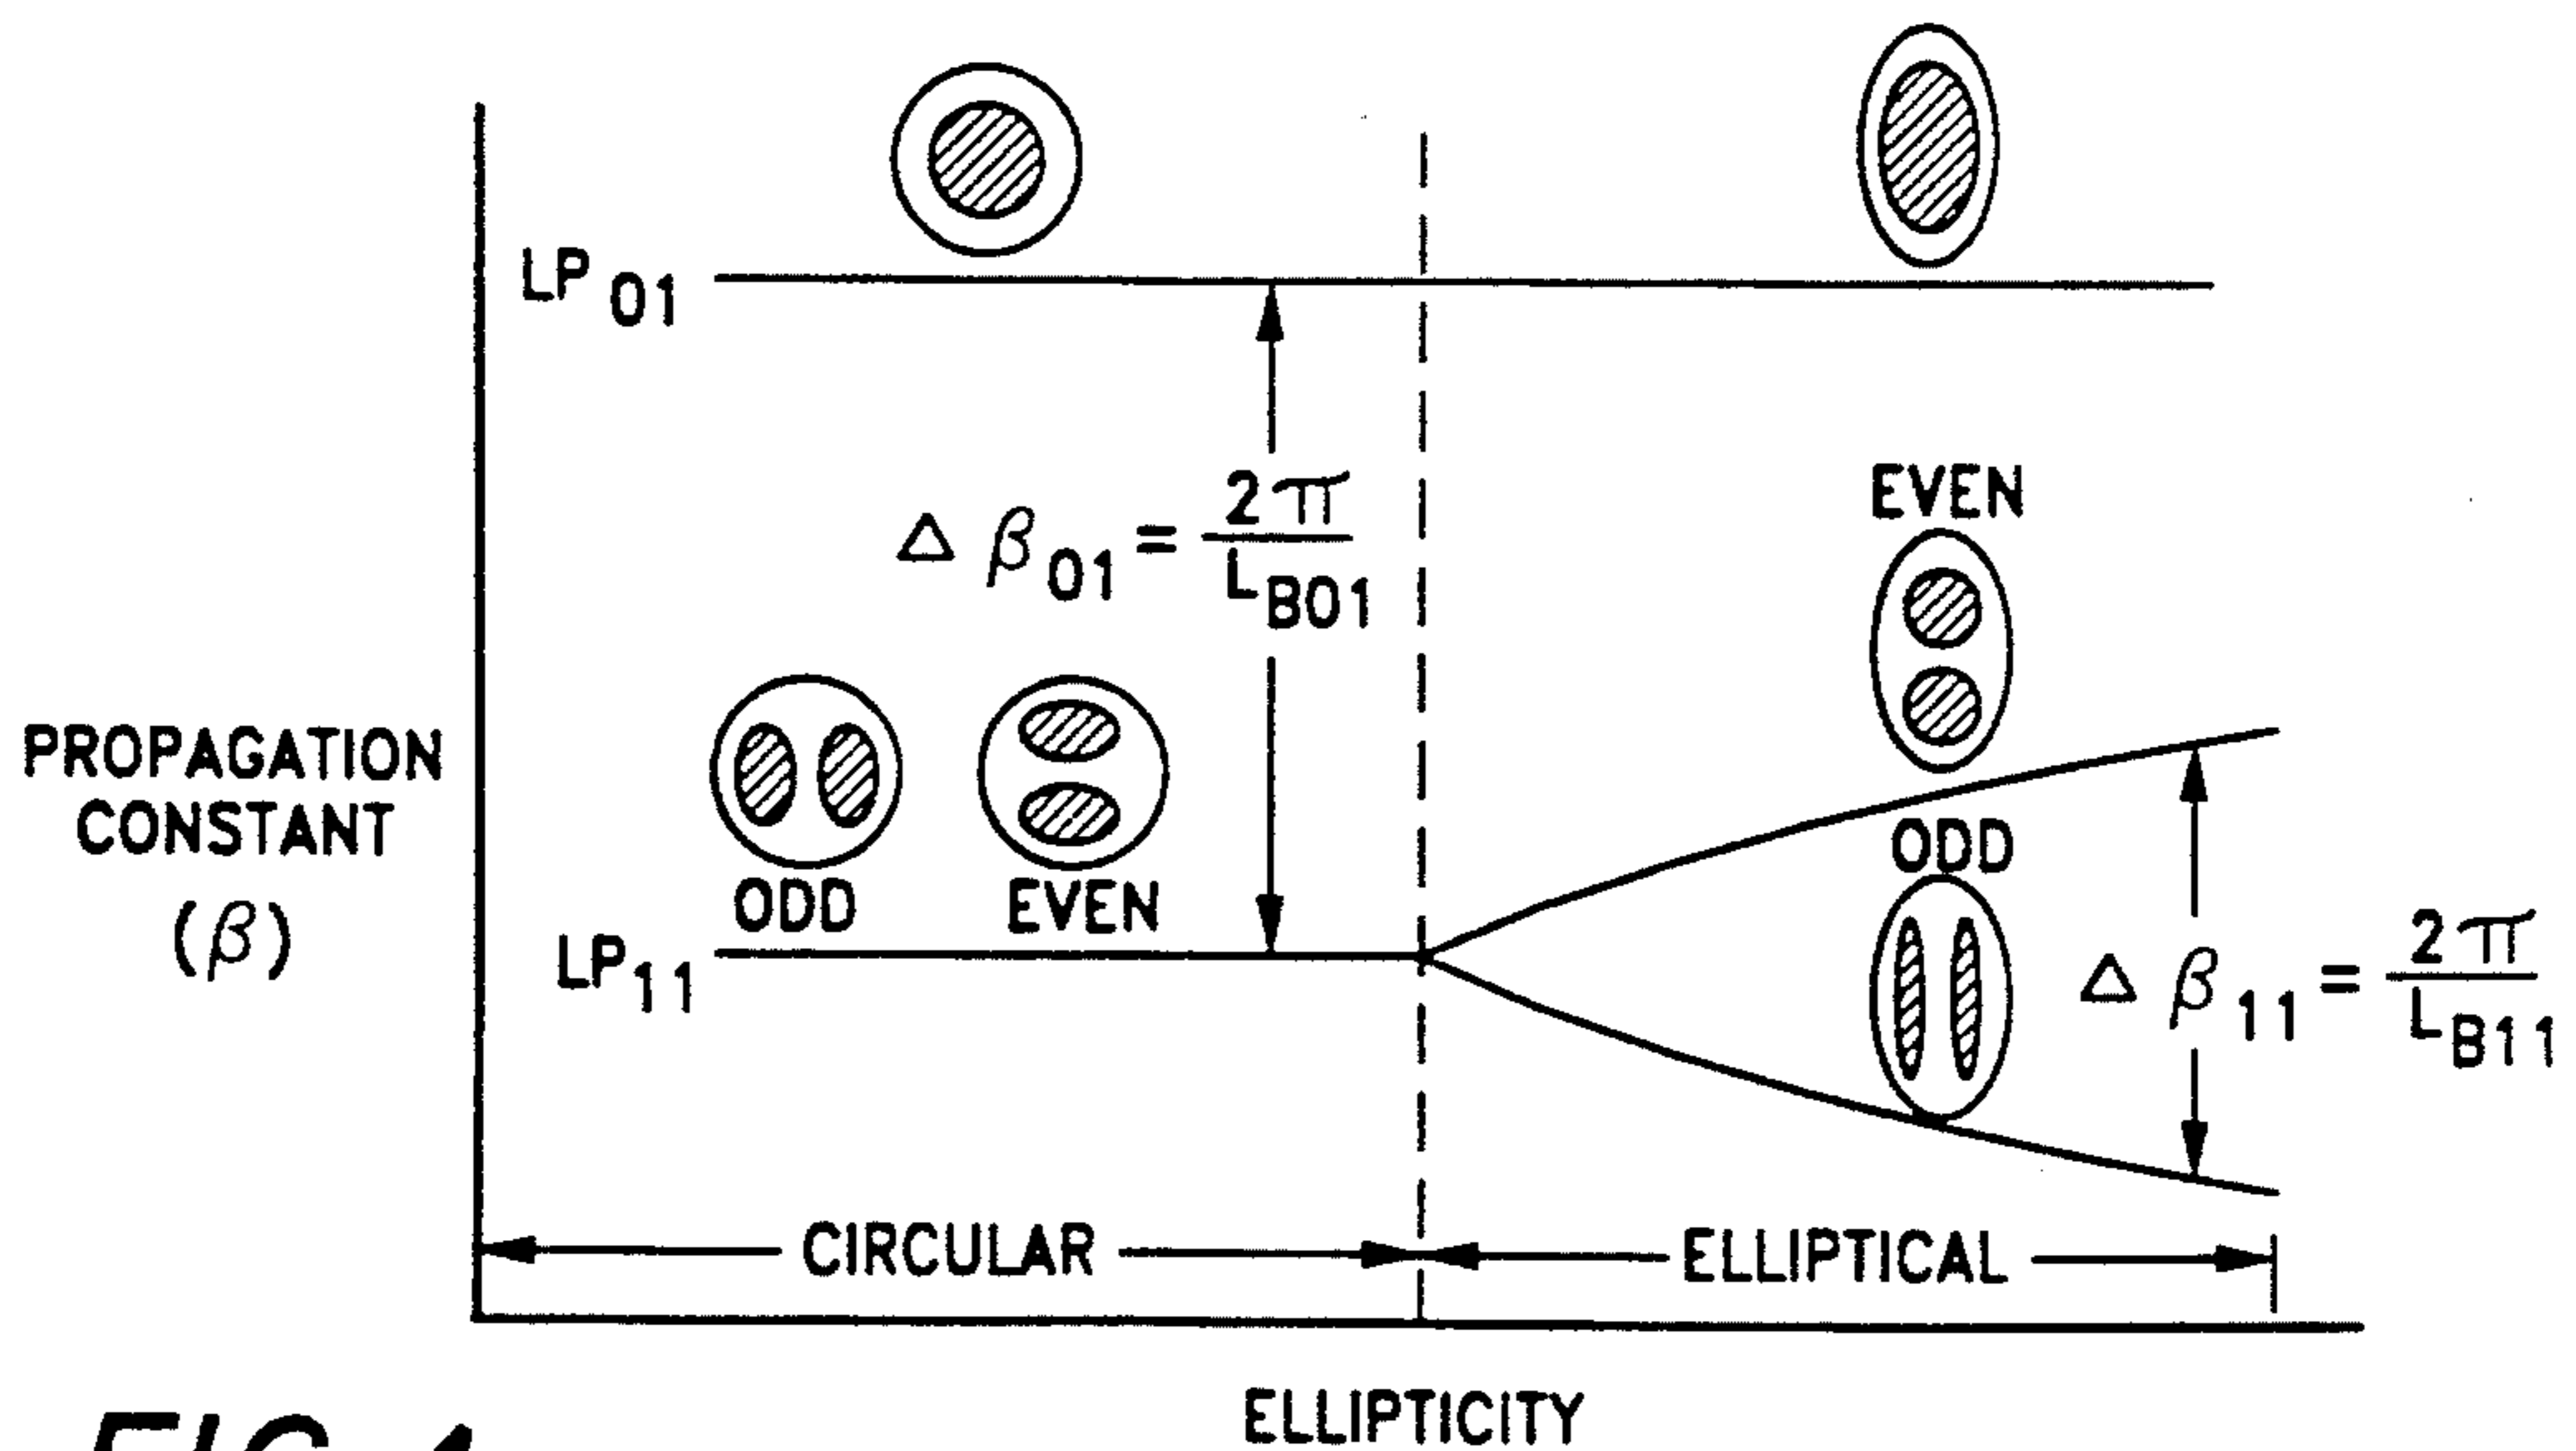 LP01
Δ β01 = 2π / LB01
EVEN
PROPAGATION
CONSTANT
(β)
ODD
EVEN
ODD
LP11
Δ β11 = 2π / LB11
CIRCULAR
ELLIPTICAL
ELLIPTICITY